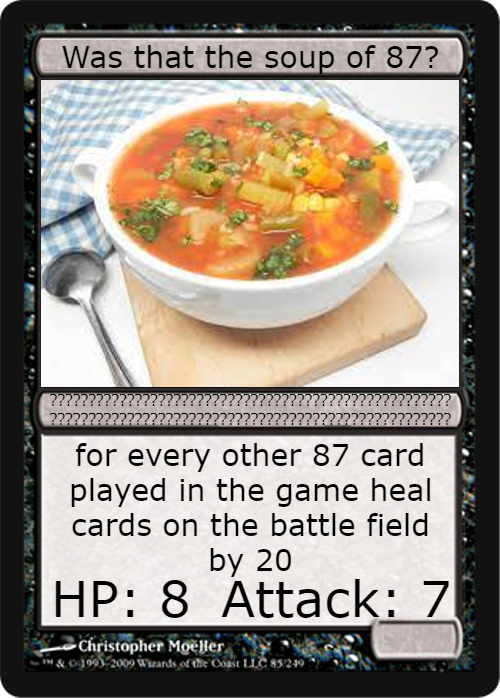 Was that the soup of 87?
???????????????????????????????????????????????????
???????????????????????????????????????????????????
for every other 87 card
played in the game heal
cards on the battle field
by 20
HP: 8 Attack: 7
Christopher Moeller
™ & © 1993–2009 Wizards of the Coast LLC 85/249